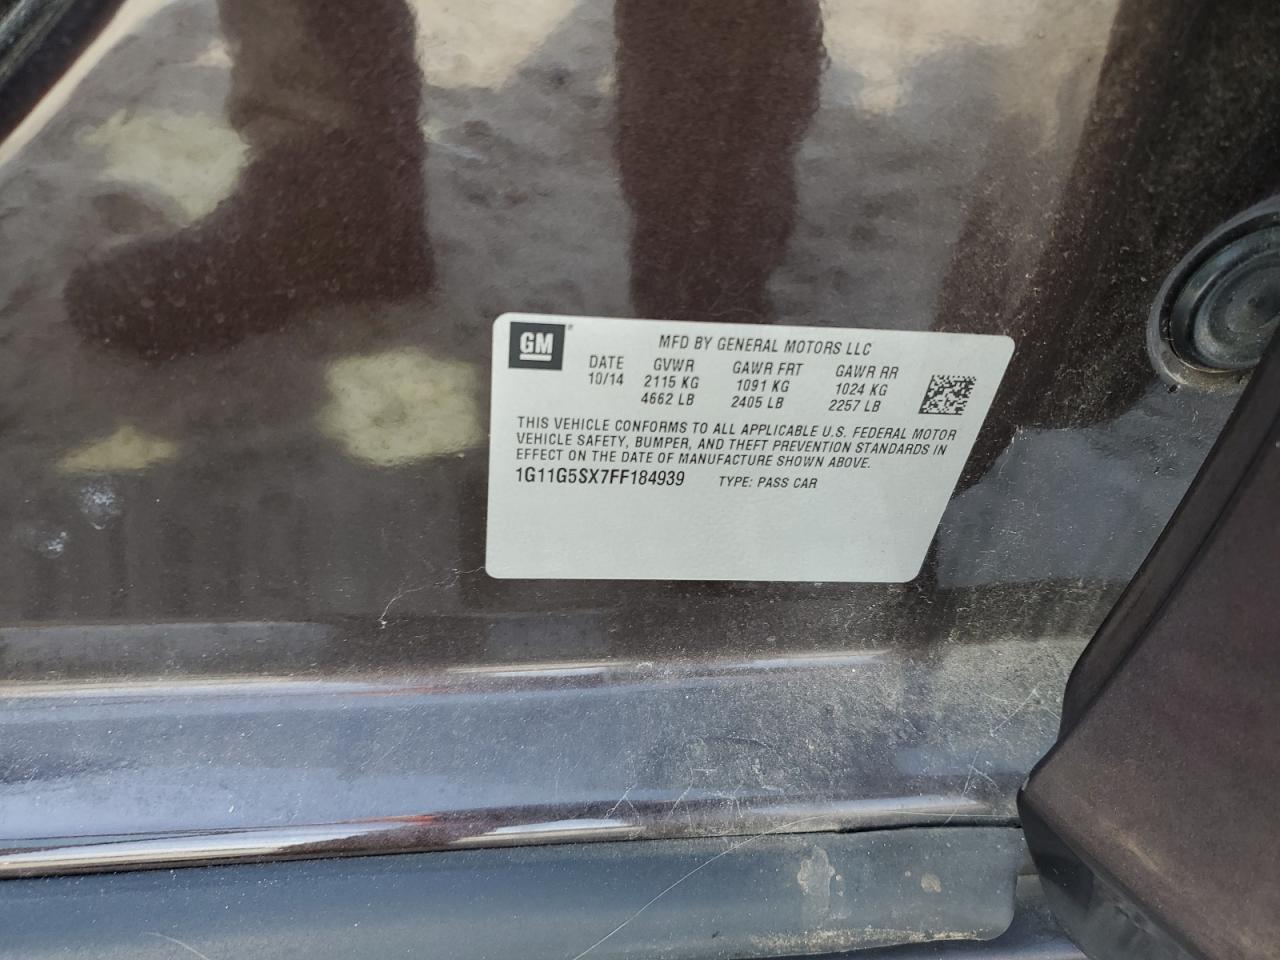 GM
MFD BY GENERAL MOTORS LLC
DATE GVWR GAWR FRT GAWR RR
10/14 2115 KG 1091 KG 1024 KG
4662 LB 2405 LB 2257 LB
THIS VEHICLE CONFORMS TO ALL APPLICABLE U.S. FEDERAL MOTOR
VEHICLE SAFETY, BUMPER, AND THEFT PREVENTION STANDARDS IN
EFFECT ON THE DATE OF MANUFACTURE SHOWN ABOVE.
1G11G5SX7FF184939 TYPE: PASS CAR